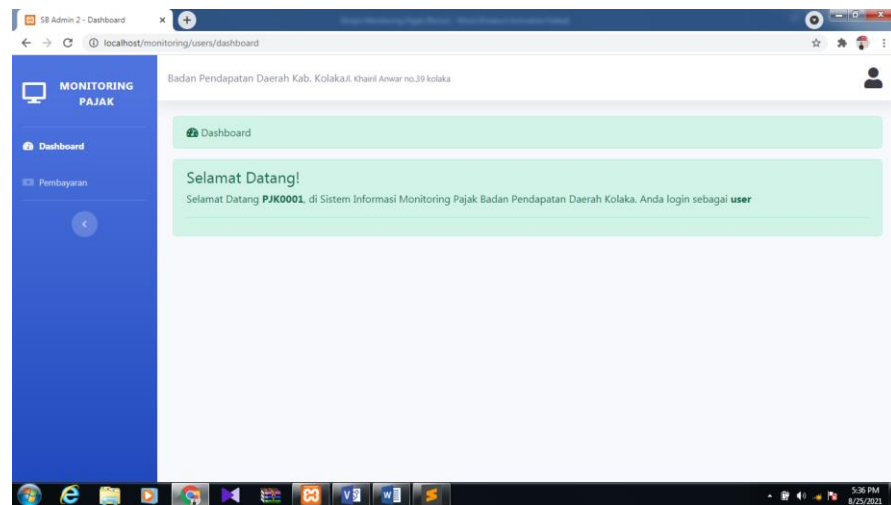 SB Admin 2 - Dashboard
localhost/monitoring/users/dashboard
MONITORING
PAJAK
Badan Pendapatan Daerah Kab. KolakaJl. Khairil Anwar no.39 kolaka
Dashboard
Dashboard
Pembayaran
Selamat Datang!
Selamat Datang PJK0001, di Sistem Informasi Monitoring Pajak Badan Pendapatan Daerah Kolaka. Anda login sebagai user
5:36 PM
8/25/2021